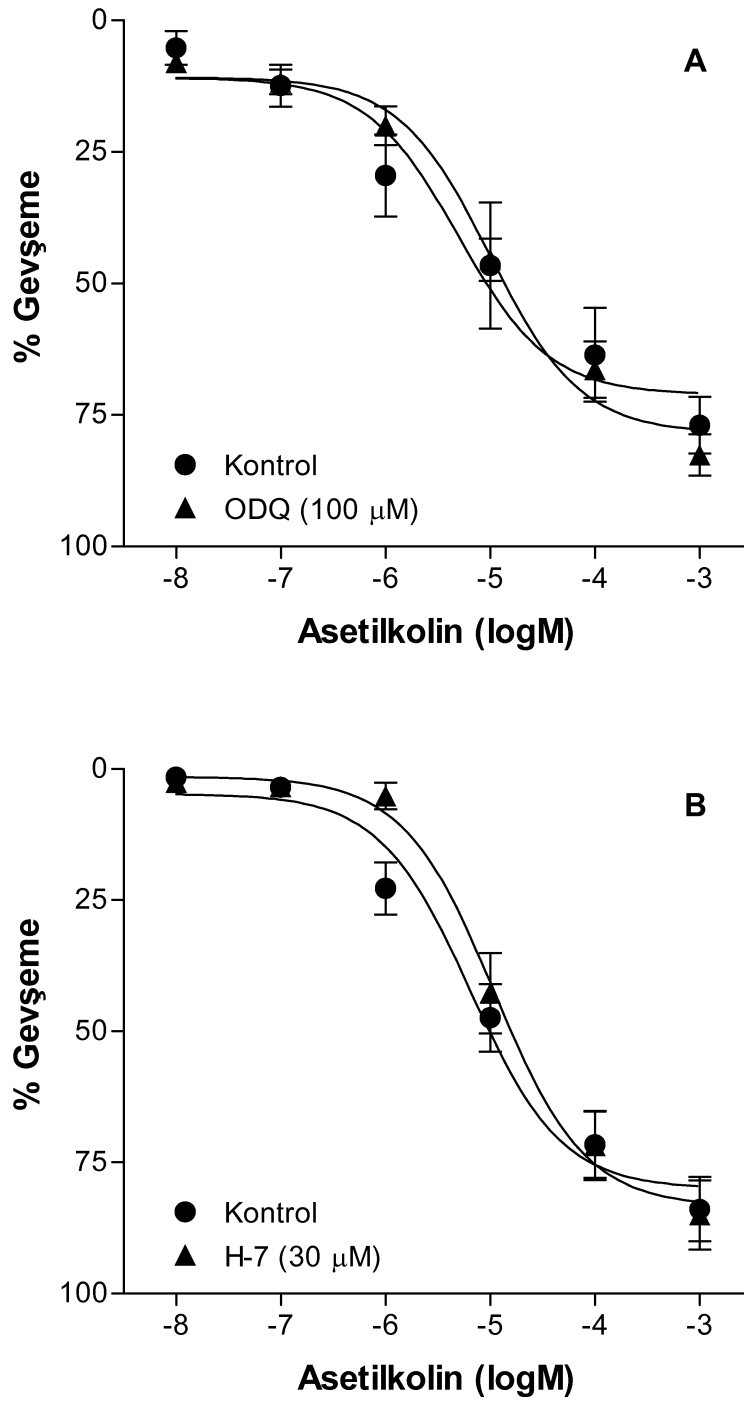 A
0
25
50
75
100
% Gevşeme
Kontrol
ODQ (100 μM)
-8 -7 -6 -5 -4 -3
Asetilkolin (logM)
B
0
25
50
75
100
% Gevşeme
Kontrol
H-7 (30 μM)
-8 -7 -6 -5 -4 -3
Asetilkolin (logM)